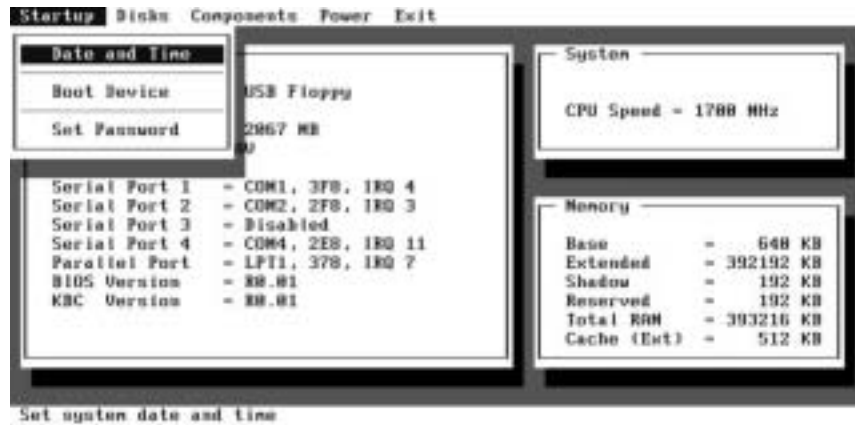 Startup Disks Components Power Exit
Date and Time
Boot Device
Set Password
USB Floppy
2067 MB
Serial Port 1 = COM1, 3F8, IRQ 4
Serial Port 2 = COM2, 2F8, IRQ 3
Serial Port 3 = Disabled
Serial Port 4 = COM4, 2E8, IRQ 11
Parallel Port = LPT1, 378, IRQ 7
BIOS Version = R0.01
KBC Version = R0.01
System
CPU Speed = 1700 MHz
Memory
Base = 640 KB
Extended = 392192 KB
Shadow = 192 KB
Reserved = 192 KB
Total RAM = 393216 KB
Cache (Ext) = 512 KB
Set system date and time